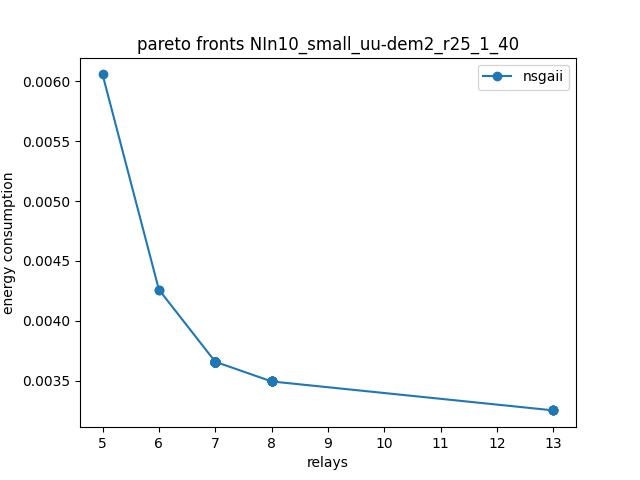 pareto fronts NIn10_small_uu-dem2_r25_1_40
nsgaii
energy consumption
0.0060
0.0055
0.0050
0.0045
0.0040
0.0035
5 6 7 8 9 10 11 12 13
relays